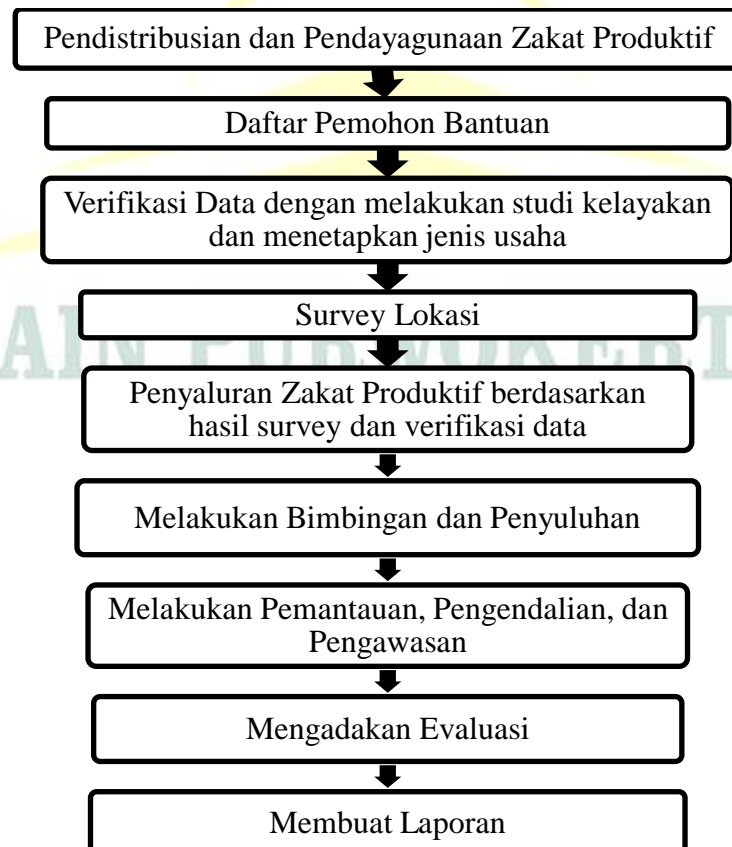 Pendistribusian dan Pendayagunaan Zakat Produktif
Daftar Pemohon Bantuan
Verifikasi Data dengan melakukan studi kelayakan
dan menetapkan jenis usaha
Survey Lokasi
AIN PURWOKERT
Penyaluran Zakat Produktif berdasarkan
hasil survey dan verifikasi data
Melakukan Bimbingan dan Penyuluhan
Melakukan Pemantauan, Pengendalian, dan
Pengawasan
Mengadakan Evaluasi
Membuat Laporan